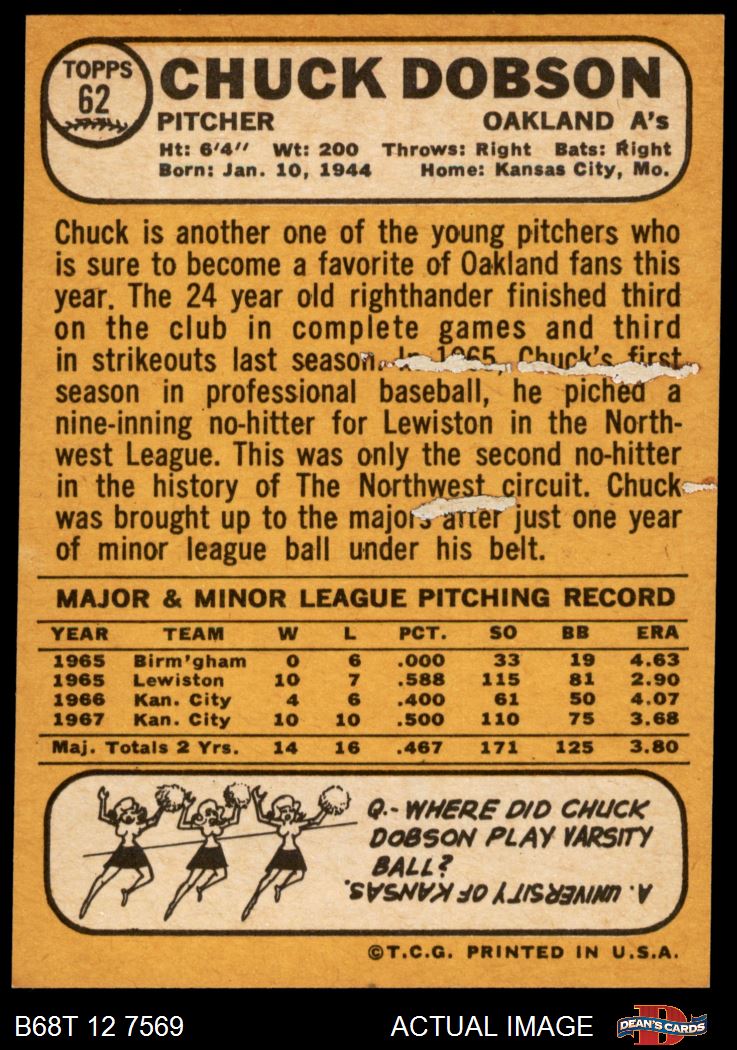 TOPPS
62
CHUCK DOBSON
PITCHER OAKLAND A's
Ht: 6'4" Wt: 200 Throws: Right Bats: Right
Born: Jan. 10, 1944 Home: Kansas City, Mo.
Chuck is another one of the young pitchers who
is sure to become a favorite of Oakland fans this
year. The 24 year old righthander finished third
on the club in complete games and third
in strikeouts last season. In 1965, Chuck's first
season in professional baseball, he piched a
nine-inning no-hitter for Lewiston in the North-
west League. This was only the second no-hitter
in the history of The Northwest circuit. Chuck
was brought up to the majors after just one year
of minor league ball under his belt.
MAJOR & MINOR LEAGUE PITCHING RECORD
YEAR TEAM W L PCT. SO BB ERA
1965 Birm'gham 0 6 .000 33 19 4.63
1965 Lewiston 10 7 .588 115 81 2.90
1966 Kan. City 4 6 .400 61 50 4.07
1967 Kan. City 10 10 .500 110 75 3.68
Maj. Totals 2 Yrs. 14 16 .467 171 125 3.80
Q.- WHERE DID CHUCK
DOBSON PLAY VARSITY
BALL?
A. UNIVERSITY OF KANSAS.
©T.C.G. PRINTED IN U.S.A.
B68T 12 7569 ACTUAL IMAGE D DEAN'S CARDS